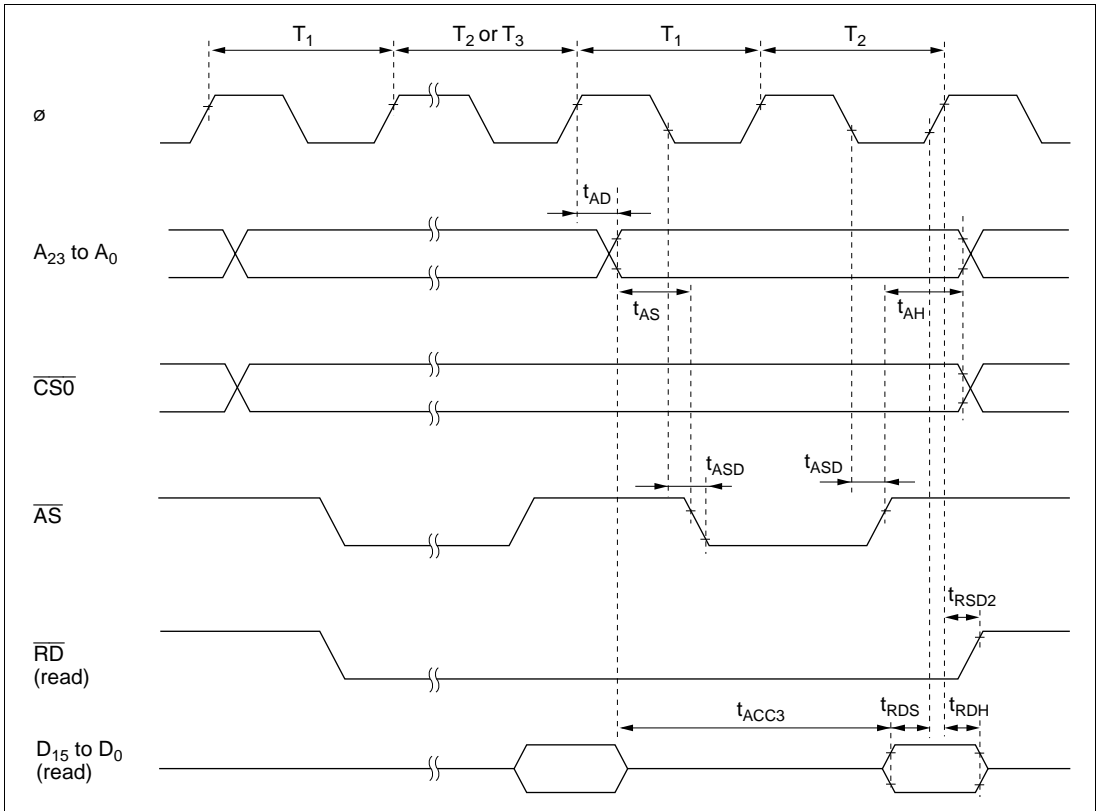 T1 T2 or T3 T1 T2
ø
tAD
A23 to A0
tAS tAH
CS0
tASD tASD
AS
tRSD2
RD
(read)
tACC3 tRDS tRDH
D15 to D0
(read)